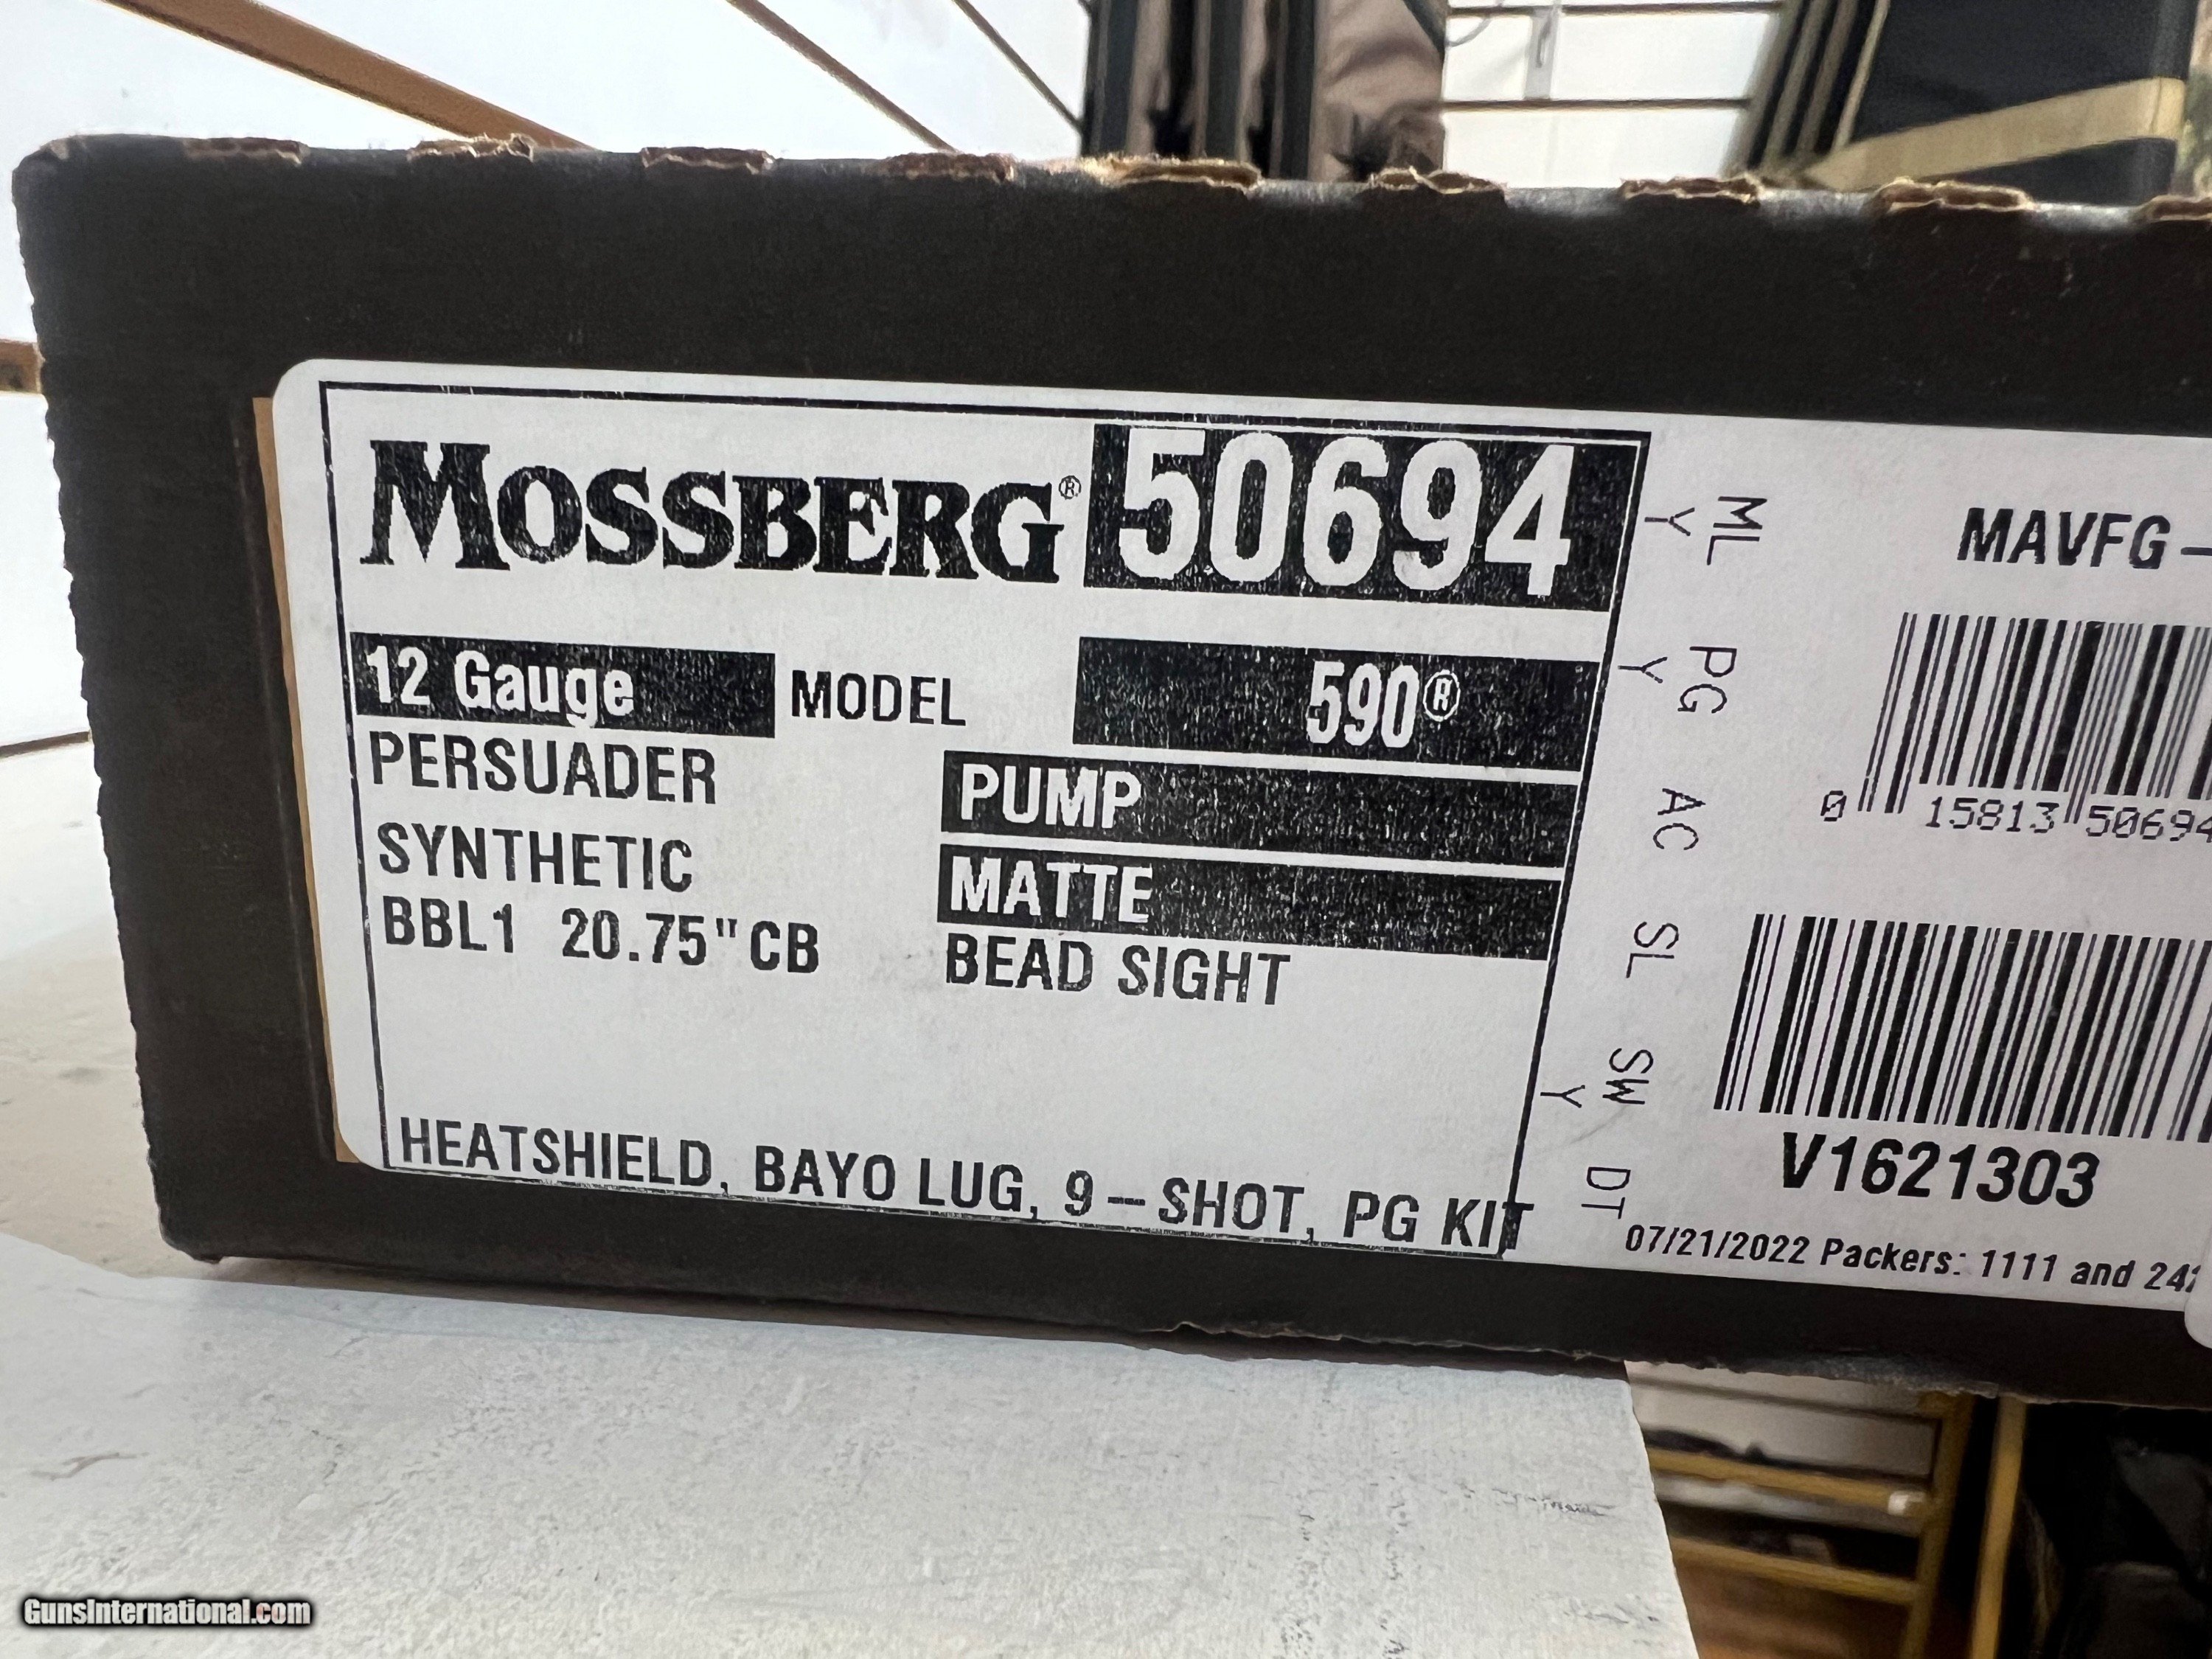 MOSSBERG® 50694
12 Gauge MODEL 590®
PERSUADER PUMP
SYNTHETIC MATTE
BBL1 20.75"CB BEAD SIGHT
HEATSHIELD, BAYO LUG, 9-SHOT, PG KIT
ML PG AC SL SW DT
Y Y Y
MAVFG-
0 15813 50694
V1621303
07/21/2022 Packers: 1111 and
GunsInternational.com